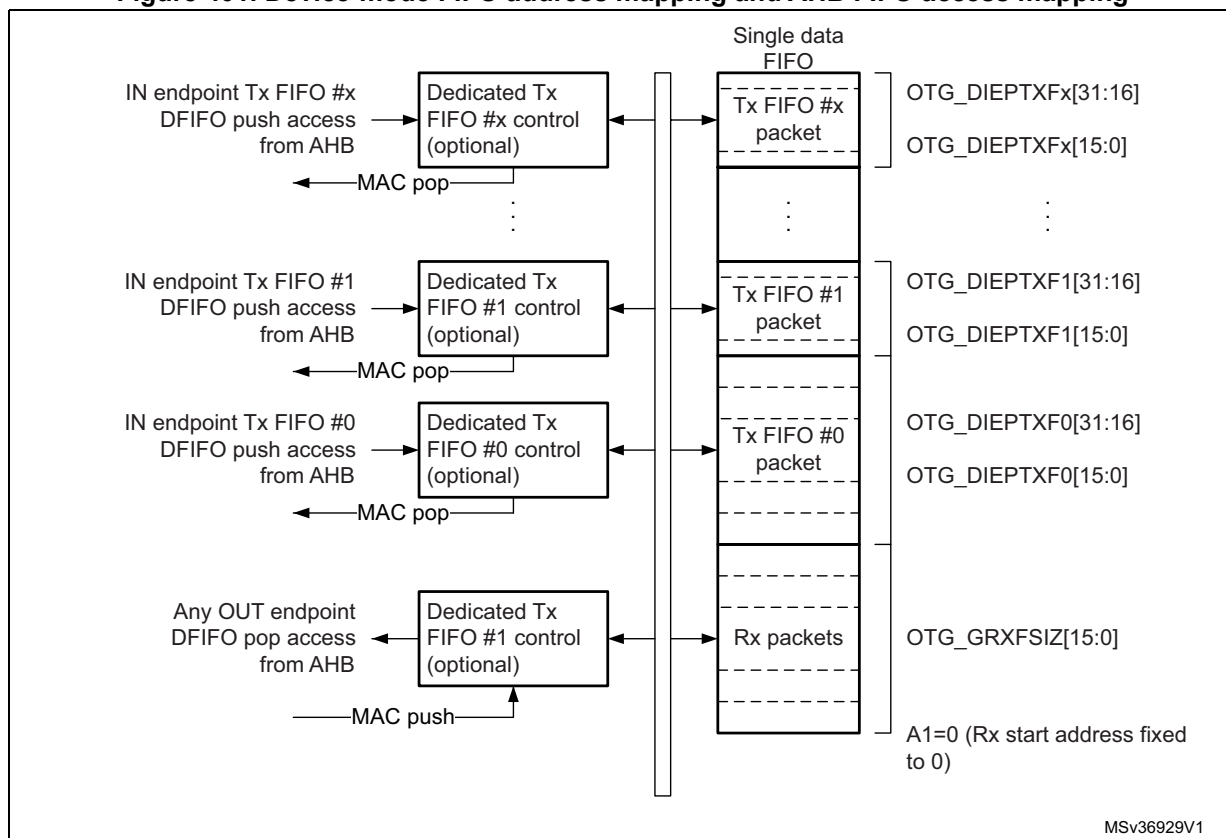 Single data
FIFO
IN endpoint Tx FIFO #x
DFIFO push access
from AHB
Dedicated Tx
FIFO #x control
(optional)
Tx FIFO #x
packet
OTG_DIEPTXFx[31:16]
OTG_DIEPTXFx[15:0]
MAC pop
IN endpoint Tx FIFO #1
DFIFO push access
from AHB
Dedicated Tx
FIFO #1 control
(optional)
Tx FIFO #1
packet
OTG_DIEPTXF1[31:16]
OTG_DIEPTXF1[15:0]
MAC pop
IN endpoint Tx FIFO #0
DFIFO push access
from AHB
Dedicated Tx
FIFO #0 control
(optional)
Tx FIFO #0
packet
OTG_DIEPTXF0[31:16]
OTG_DIEPTXF0[15:0]
MAC pop
Any OUT endpoint
DFIFO pop access
from AHB
Dedicated Tx
FIFO #1 control
(optional)
Rx packets
OTG_GRXFSIZ[15:0]
MAC push
A1=0 (Rx start address fixed
to 0)
MSv36929V1